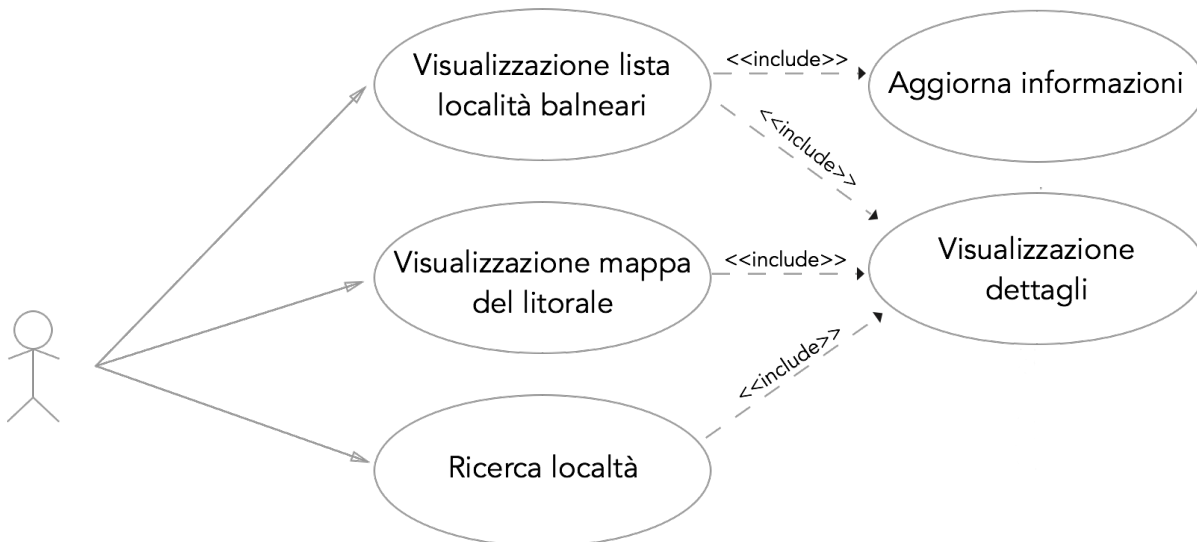 Visualizzazione lista
località balneari
<<include>>
Aggiorna informazioni
<<include>>
Visualizzazione mappa
del litorale
<<include>>
Visualizzazione
dettagli
<<include>>
Ricerca localtà